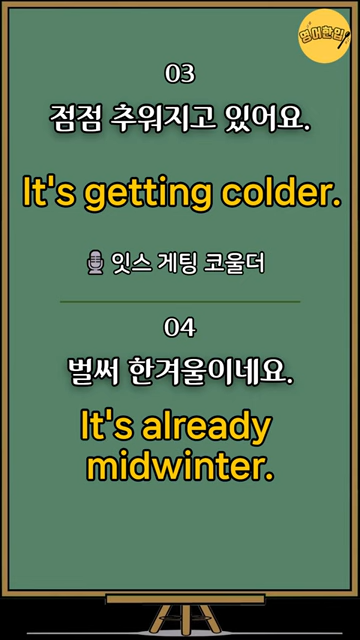 영어한입
03
점점 추워지고 있어요.
It's getting colder.
잇스 게팅 코울더
04
벌써 한겨울이네요.
It's already
midwinter.